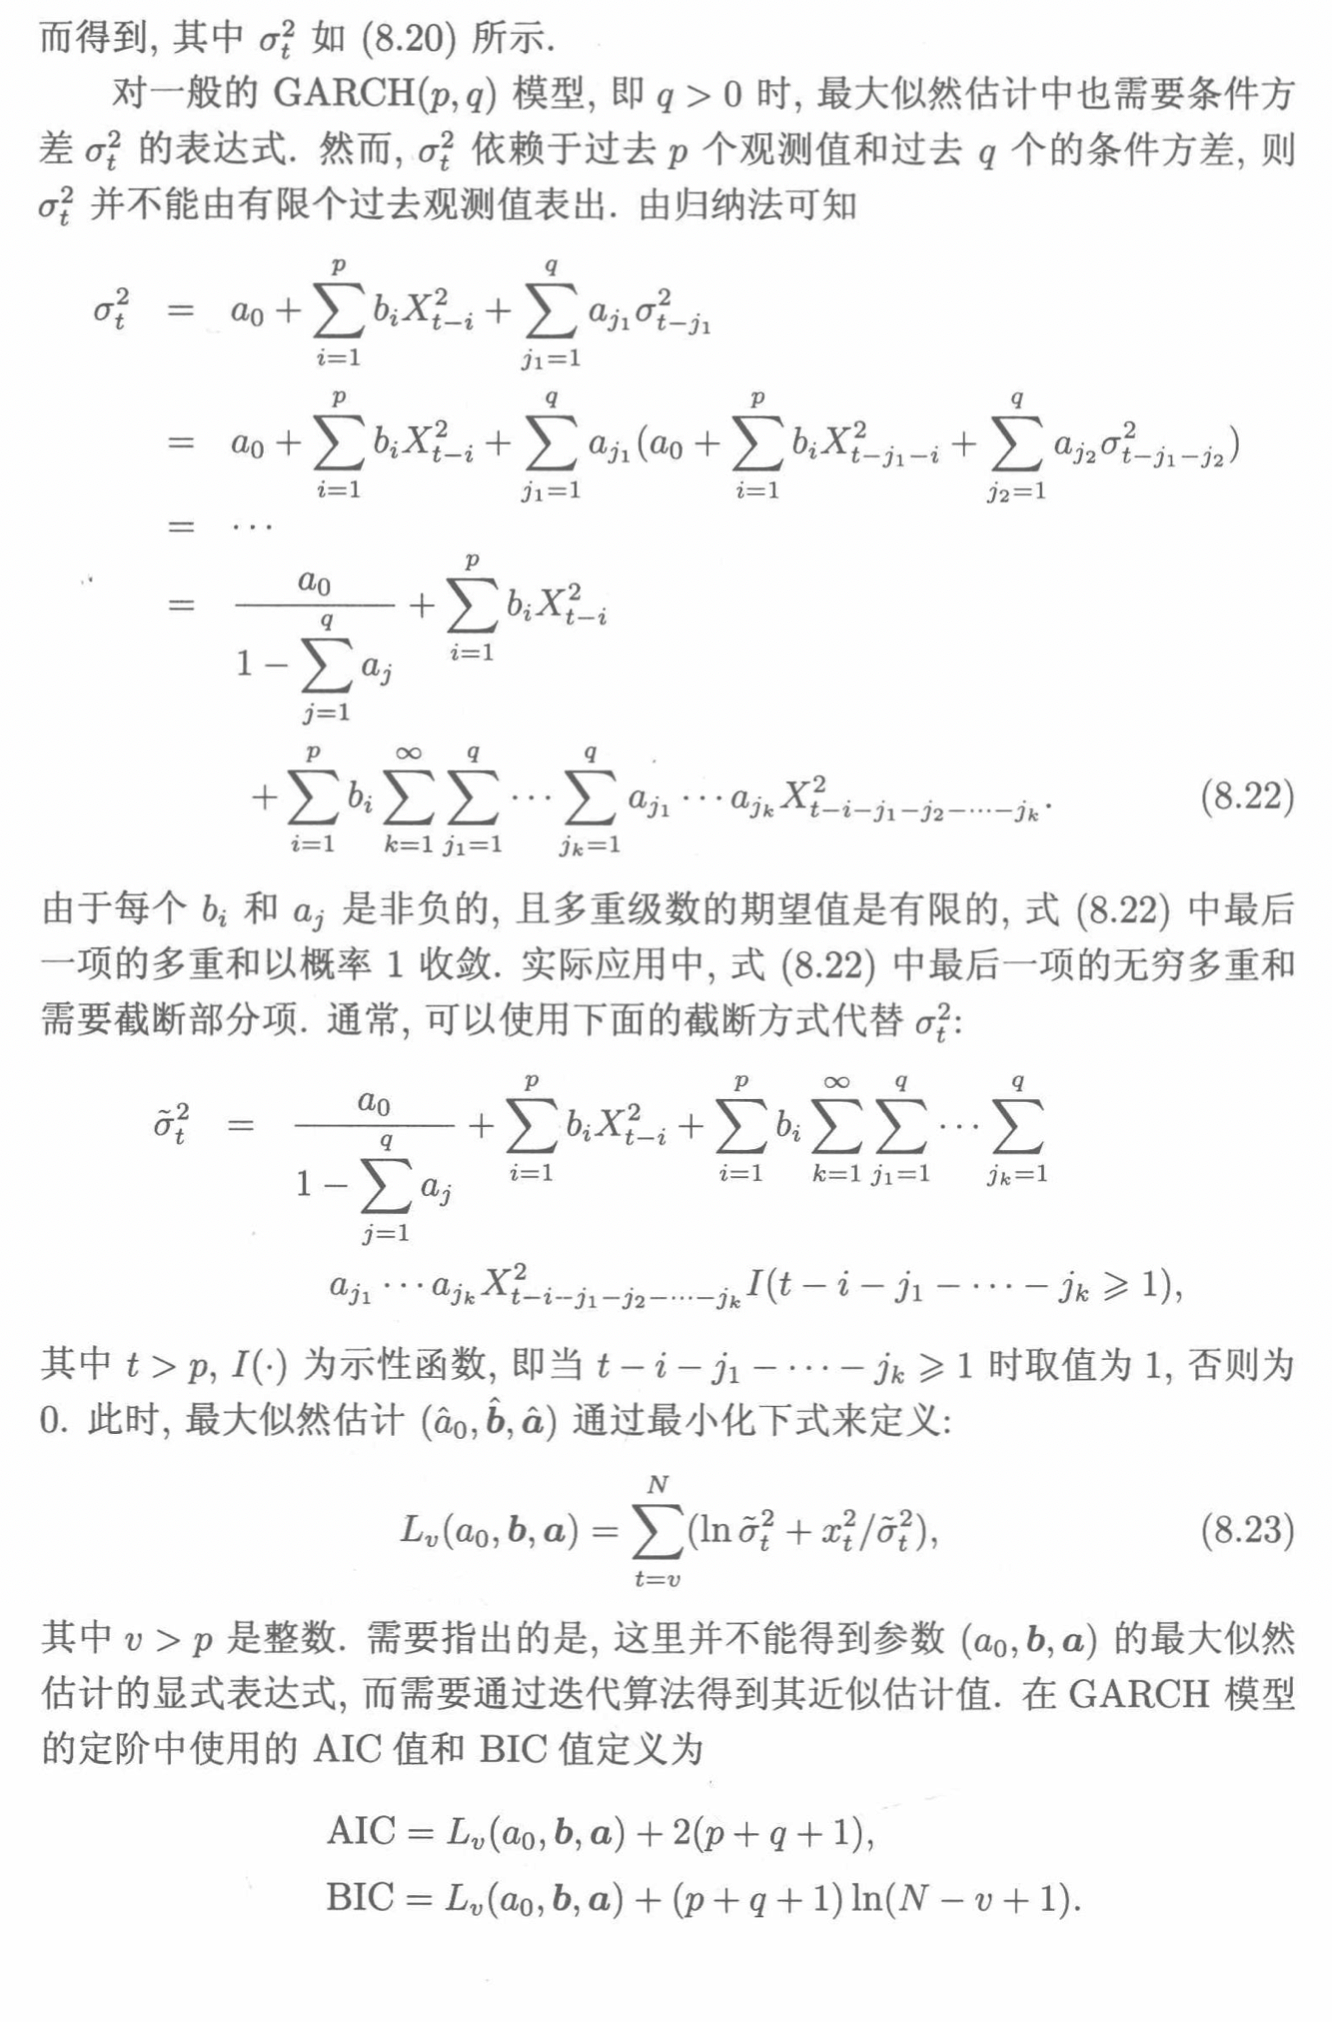 而得到, 其中 $\sigma_t^2$ 如 (8.20) 所示.
对一般的 GARCH$(p,q)$ 模型, 即 $q>0$ 时, 最大似然估计中也需要条件方
差 $\sigma_t^2$ 的表达式. 然而, $\sigma_t^2$ 依赖于过去 $p$ 个观测值和过去 $q$ 个的条件方差, 则
$\sigma_t^2$ 并不能由有限个过去观测值表出. 由归纳法可知
$\sigma_t^2 = a_0 + \sum_{i=1}^{p} b_i X_{t-i}^2 + \sum_{j_1=1}^{q} a_{j_1} \sigma_{t-j_1}^2$
$= a_0 + \sum_{i=1}^{p} b_i X_{t-i}^2 + \sum_{j_1=1}^{q} a_{j_1} (a_0 + \sum_{i=1}^{p} b_i X_{t-j_1-i}^2 + \sum_{j_2=1}^{q} a_{j_2} \sigma_{t-j_1-j_2}^2)$
$= \cdots$
$= \frac{a_0}{1 - \sum_{j=1}^{q} a_j} + \sum_{i=1}^{p} b_i X_{t-i}^2$
$+ \sum_{i=1}^{p} b_i \sum_{k=1}^{\infty} \sum_{j_1=1}^{q} \cdots \sum_{j_k=1}^{q} a_{j_1} \cdots a_{j_k} X_{t-i-j_1-j_2-\cdots-j_k}^2.$ (8.22)
由于每个 $b_i$ 和 $a_j$ 是非负的, 且多重级数的期望值是有限的, 式 (8.22) 中最后
一项的多重和以概率 1 收敛. 实际应用中, 式 (8.22) 中最后一项的无穷多重和
需要截断部分项. 通常, 可以使用下面的截断方式代替 $\sigma_t^2$:
$\tilde{\sigma}_t^2 = \frac{a_0}{1 - \sum_{j=1}^{q} a_j} + \sum_{i=1}^{p} b_i X_{t-i}^2 + \sum_{i=1}^{p} b_i \sum_{k=1}^{\infty} \sum_{j_1=1}^{q} \cdots \sum_{j_k=1}^{q}$
$a_{j_1} \cdots a_{j_k} X_{t-i-j_1-j_2-\cdots-j_k}^2 I(t-i-j_1-\cdots-j_k \geqslant 1),$
其中 $t>p$, $I(\cdot)$ 为示性函数, 即当 $t-i-j_1-\cdots-j_k \geqslant 1$ 时取值为 1, 否则为
0. 此时, 最大似然估计 $(\hat{a}_0, \hat{\boldsymbol{b}}, \hat{\boldsymbol{a}})$ 通过最小化下式来定义:
$L_v(a_0, \boldsymbol{b}, \boldsymbol{a}) = \sum_{t=v}^{N} (\ln \tilde{\sigma}_t^2 + x_t^2/\tilde{\sigma}_t^2),$ (8.23)
其中 $v>p$ 是整数. 需要指出的是, 这里并不能得到参数 $(a_0, \boldsymbol{b}, \boldsymbol{a})$ 的最大似然
估计的显式表达式, 而需要通过迭代算法得到其近似估计值. 在 GARCH 模型
的定阶中使用的 AIC 值和 BIC 值定义为
$\mathrm{AIC} = L_v(a_0, \boldsymbol{b}, \boldsymbol{a}) + 2(p+q+1),$
$\mathrm{BIC} = L_v(a_0, \boldsymbol{b}, \boldsymbol{a}) + (p+q+1)\ln(N-v+1).$